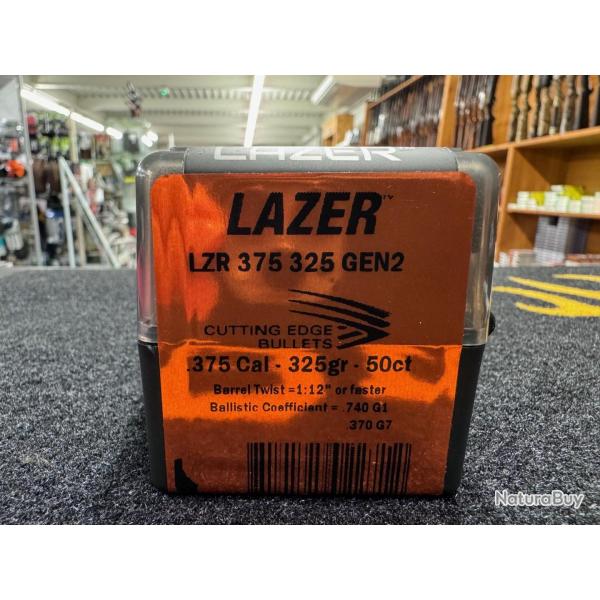 LAZER
LAZER™
LZR 375 325 GEN2
CUTTING EDGE
BULLETS
.375 Cal - 325gr - 50ct
Barrel Twist =1:12" or faster
Ballistic Coefficient = .740 G1
.370 G7
NaturaBuy